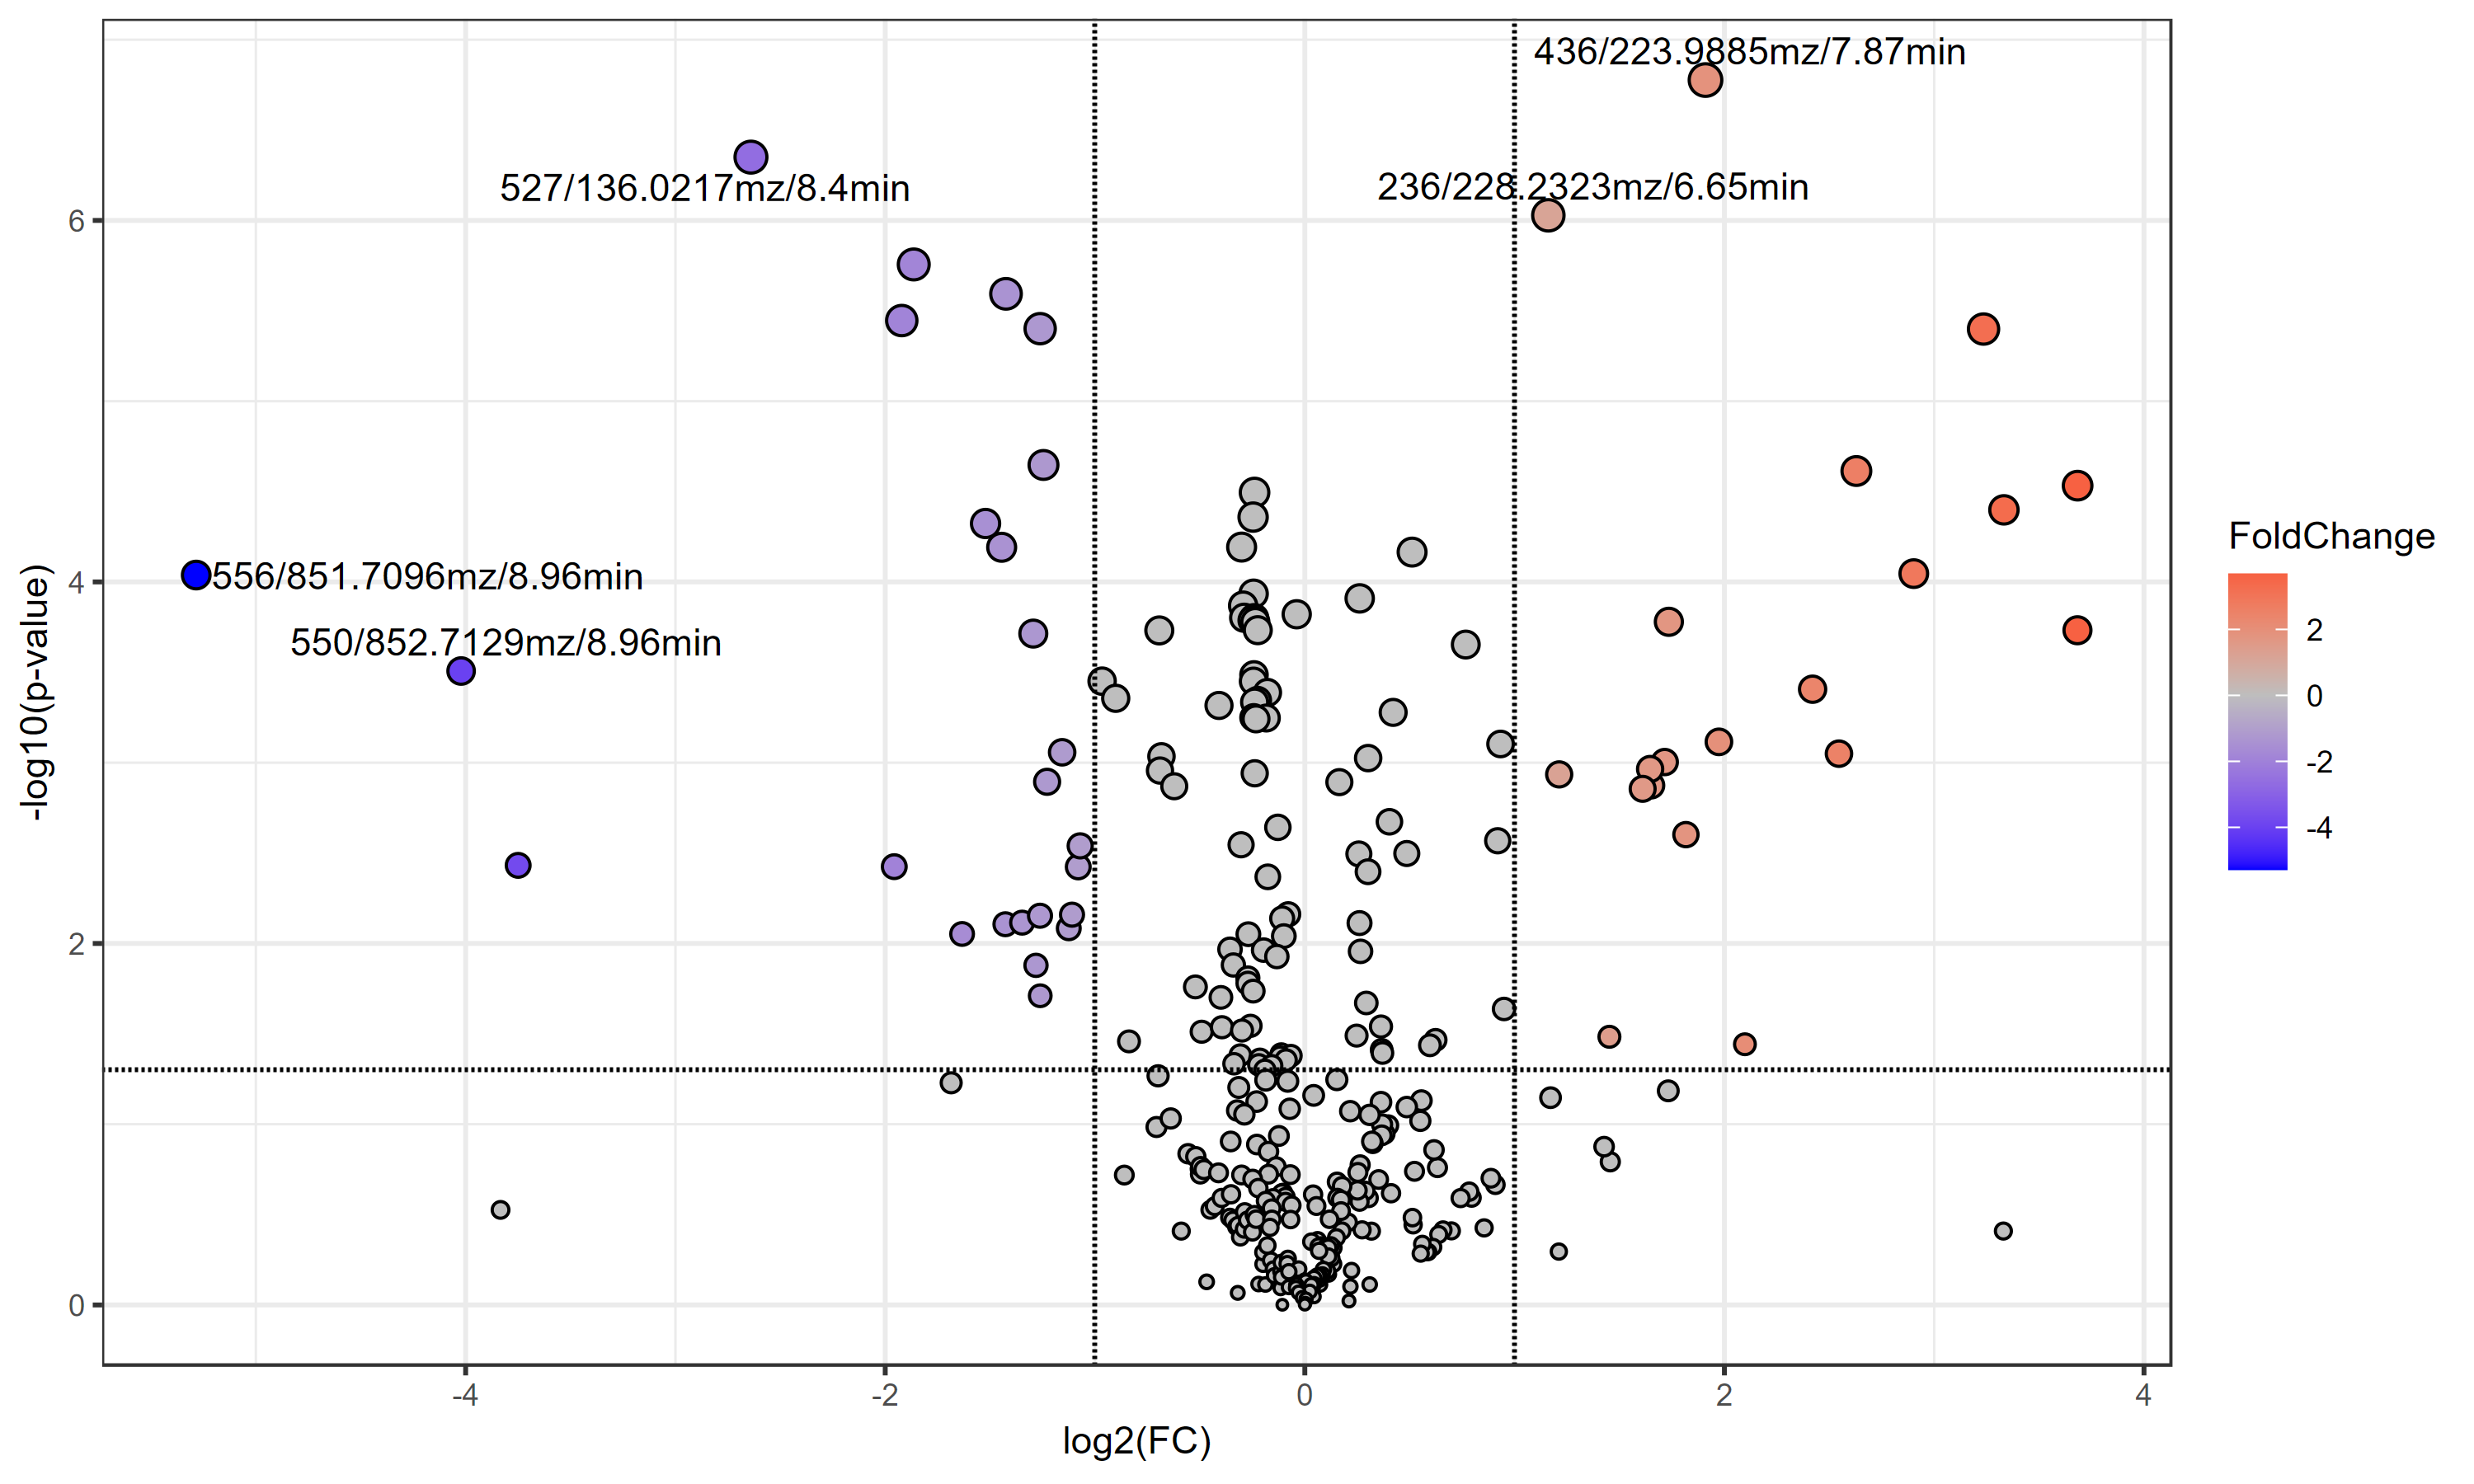 436/223.9885mz/7.87min
527/136.0217mz/8.4min
236/228.2323mz/6.65min
556/851.7096mz/8.96min
550/852.7129mz/8.96min
6
4
2
0
-log10(p-value)
-4
-2
0
2
4
log2(FC)
FoldChange
2
0
-2
-4